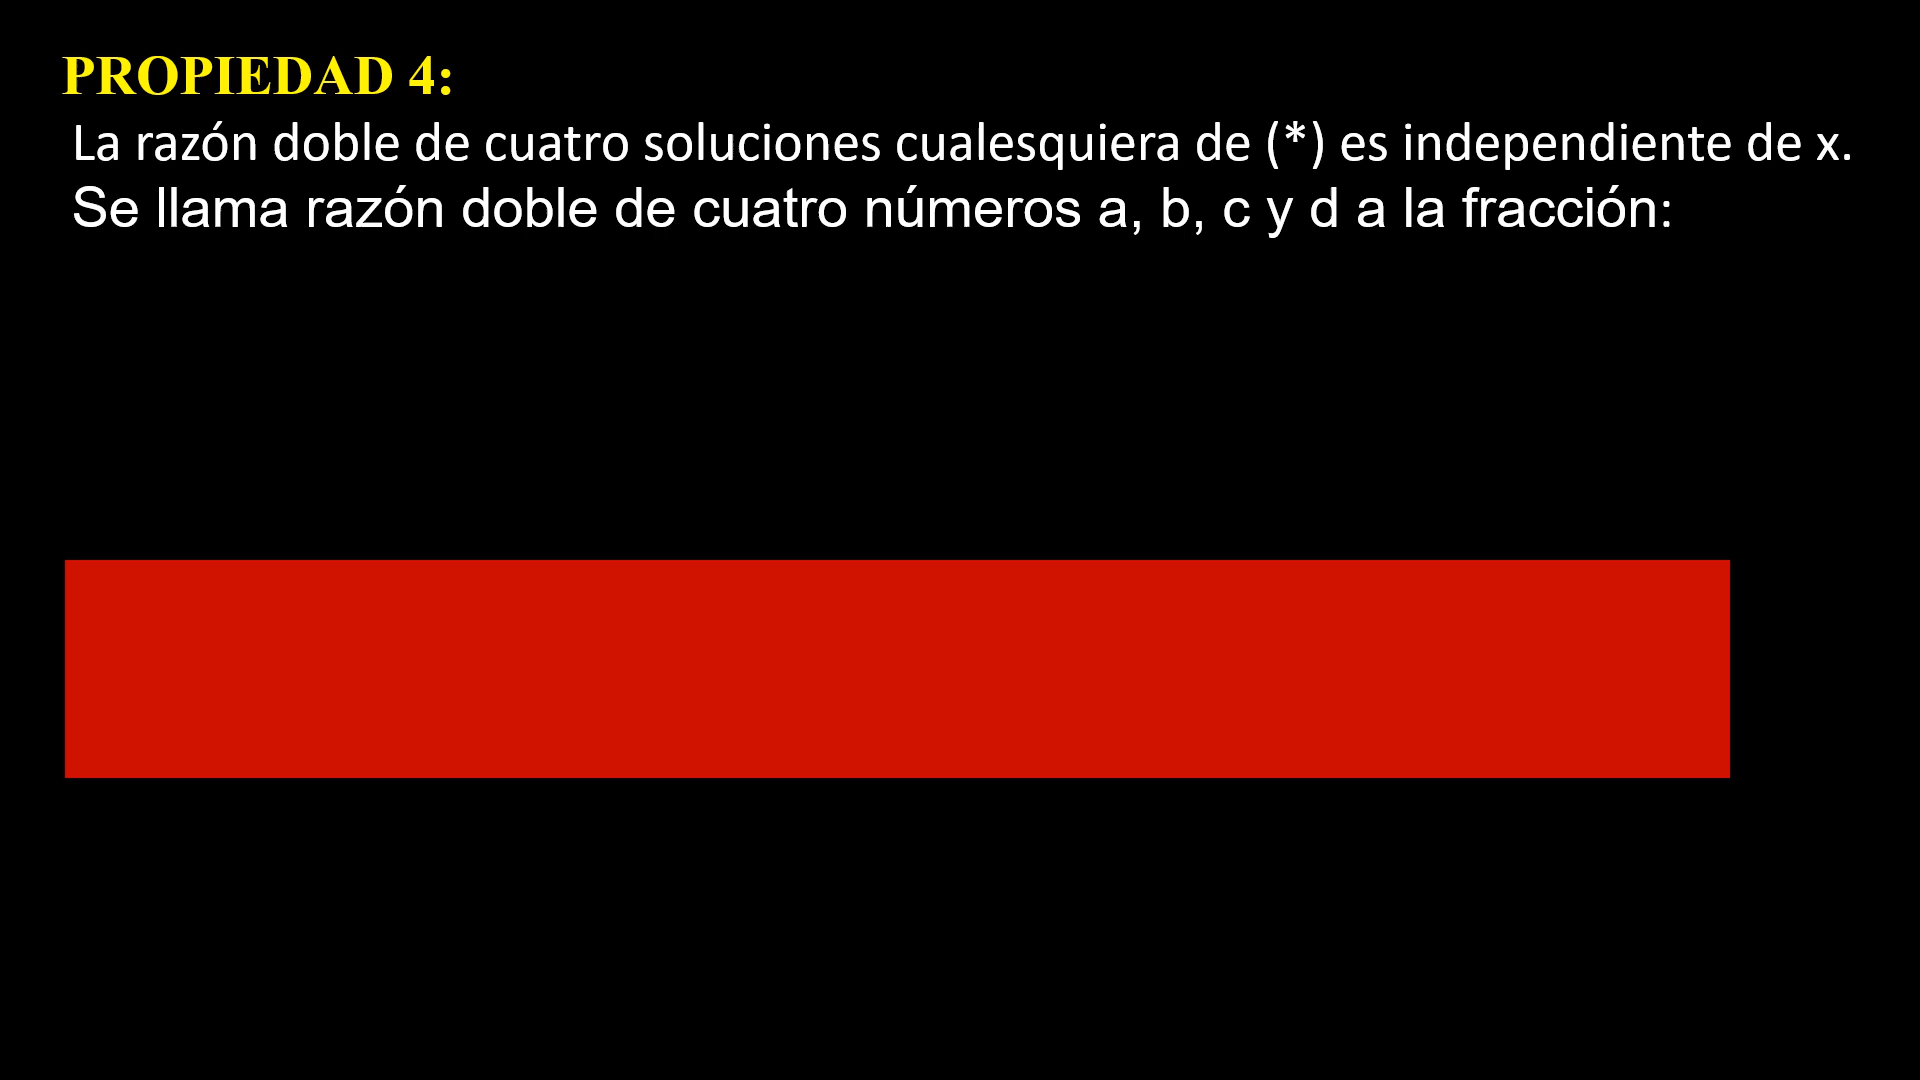 PROPIEDAD 4:
La razón doble de cuatro soluciones cualesquiera de (*) es independiente de x.
Se llama razón doble de cuatro números a, b, c y d a la fracción: